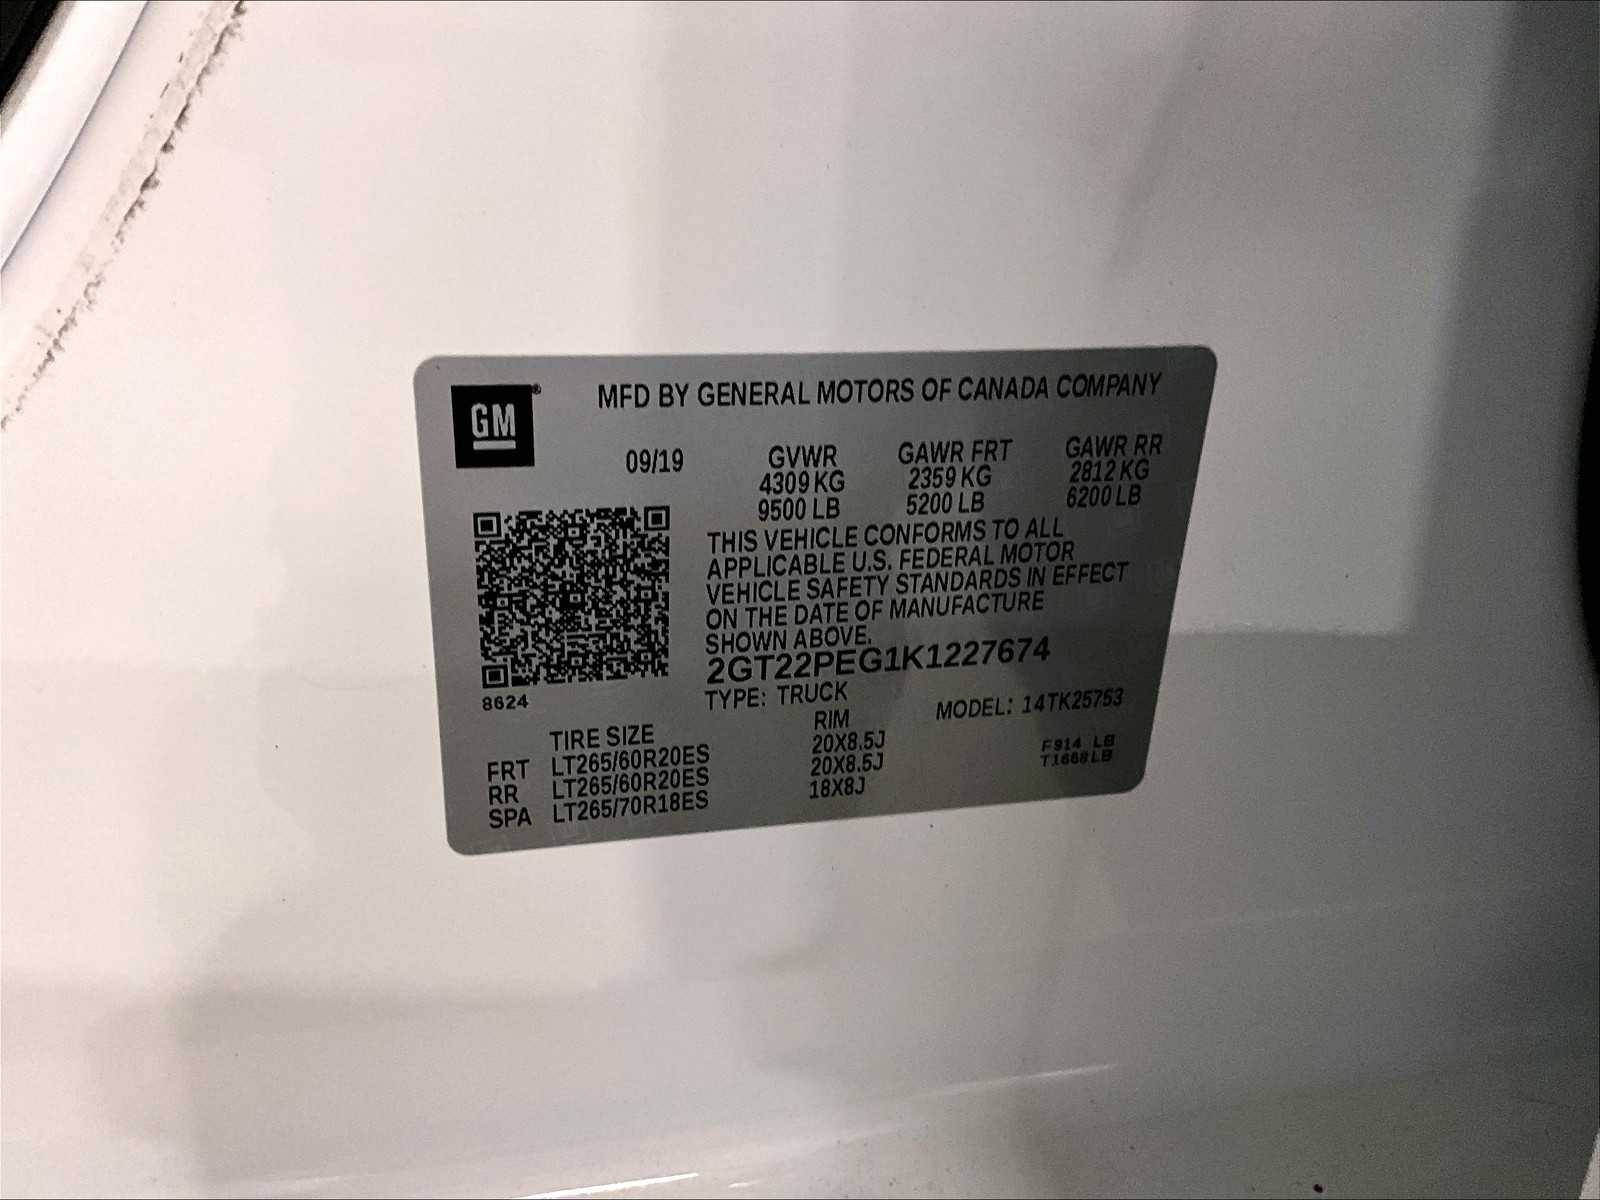 GM®
MFD BY GENERAL MOTORS OF CANADA COMPANY
09/19 GVWR GAWR FRT GAWR RR
4309 KG 2359 KG 2812 KG
9500 LB 5200 LB 6200 LB
THIS VEHICLE CONFORMS TO ALL
APPLICABLE U.S. FEDERAL MOTOR
VEHICLE SAFETY STANDARDS IN EFFECT
ON THE DATE OF MANUFACTURE
SHOWN ABOVE.
2GT22PEG1K1227674
8624
TYPE: TRUCK MODEL: 14TK25753
TIRE SIZE RIM
FRT LT265/60R20ES 20X8.5J
RR LT265/60R20ES 20X8.5J
SPA LT265/70R18ES 18X8J
F914 LB
T1668LB